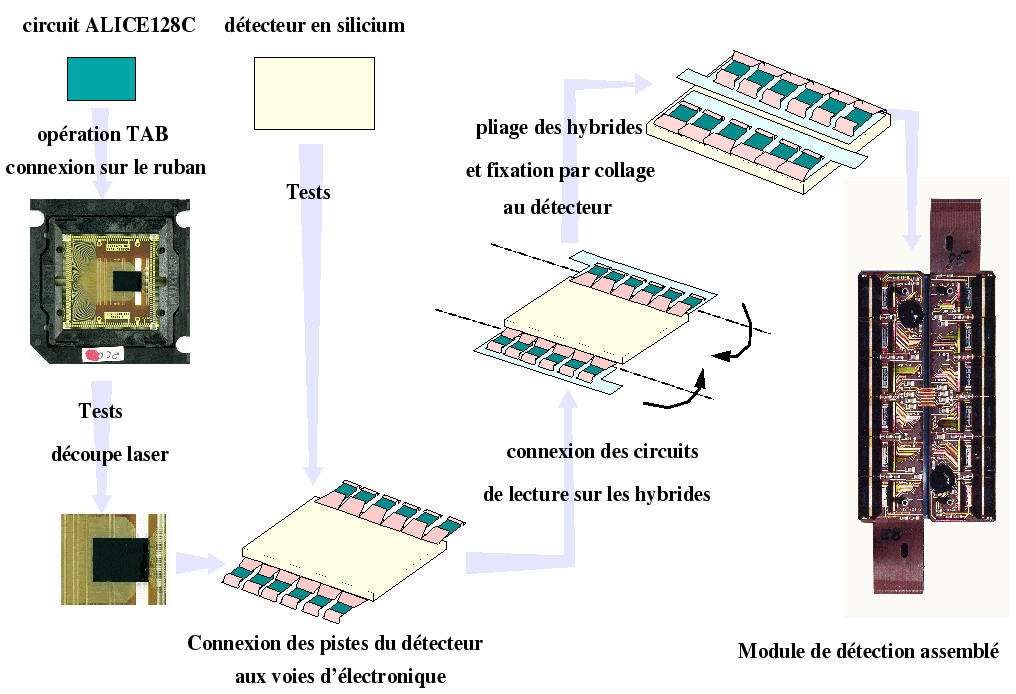 circuit ALICE128C
détecteur en silicium
opération TAB
connexion sur le ruban
Tests
Tests
découpe laser
Connexion des pistes du détecteur
aux voies d'électronique
connexion des circuits
de lecture sur les hybrides
pliage des hybrides
et fixation par collage
au détecteur
Module de détection assemblé